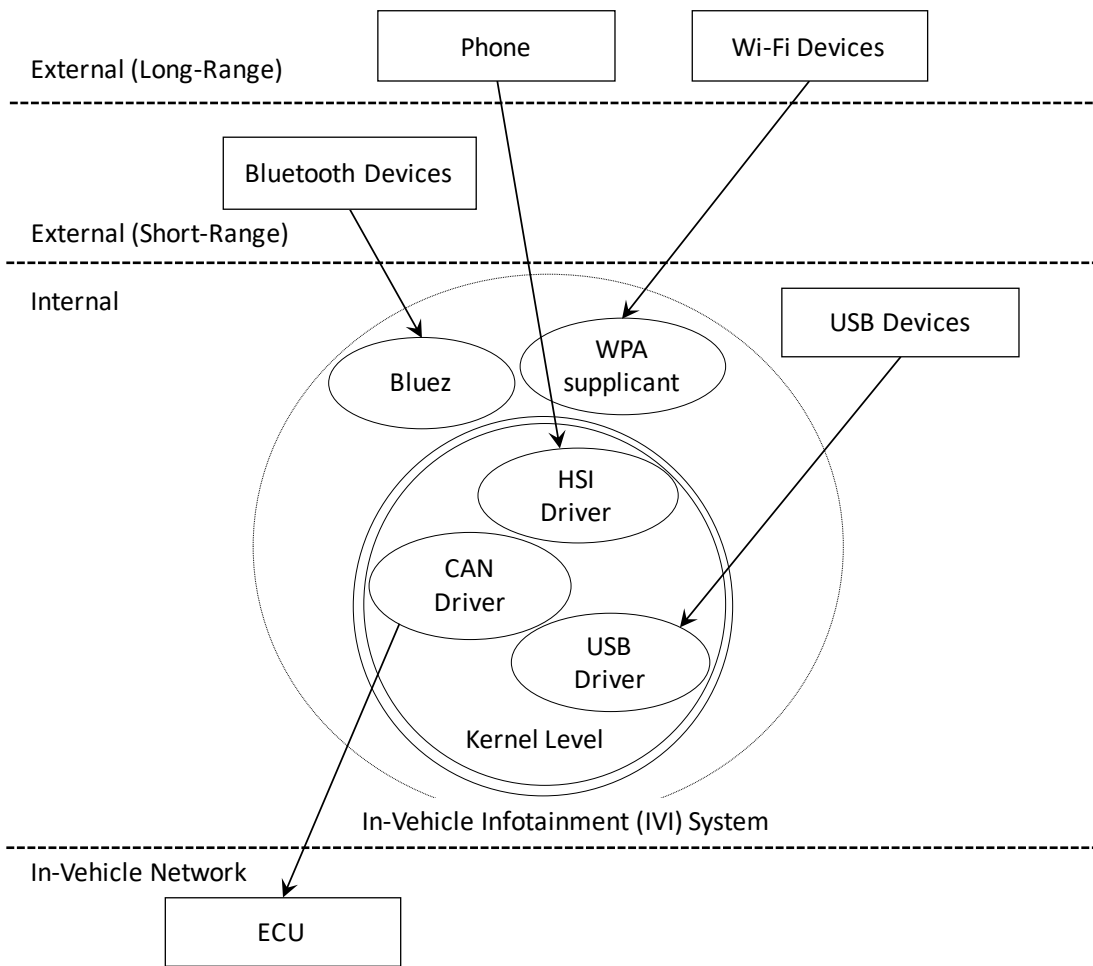 Phone
Wi-Fi Devices
External (Long-Range)
Bluetooth Devices
External (Short-Range)
Internal
USB Devices
WPA
supplicant
Bluez
HSI
Driver
CAN
Driver
USB
Driver
Kernel Level
In-Vehicle Infotainment (IVI) System
In-Vehicle Network
ECU